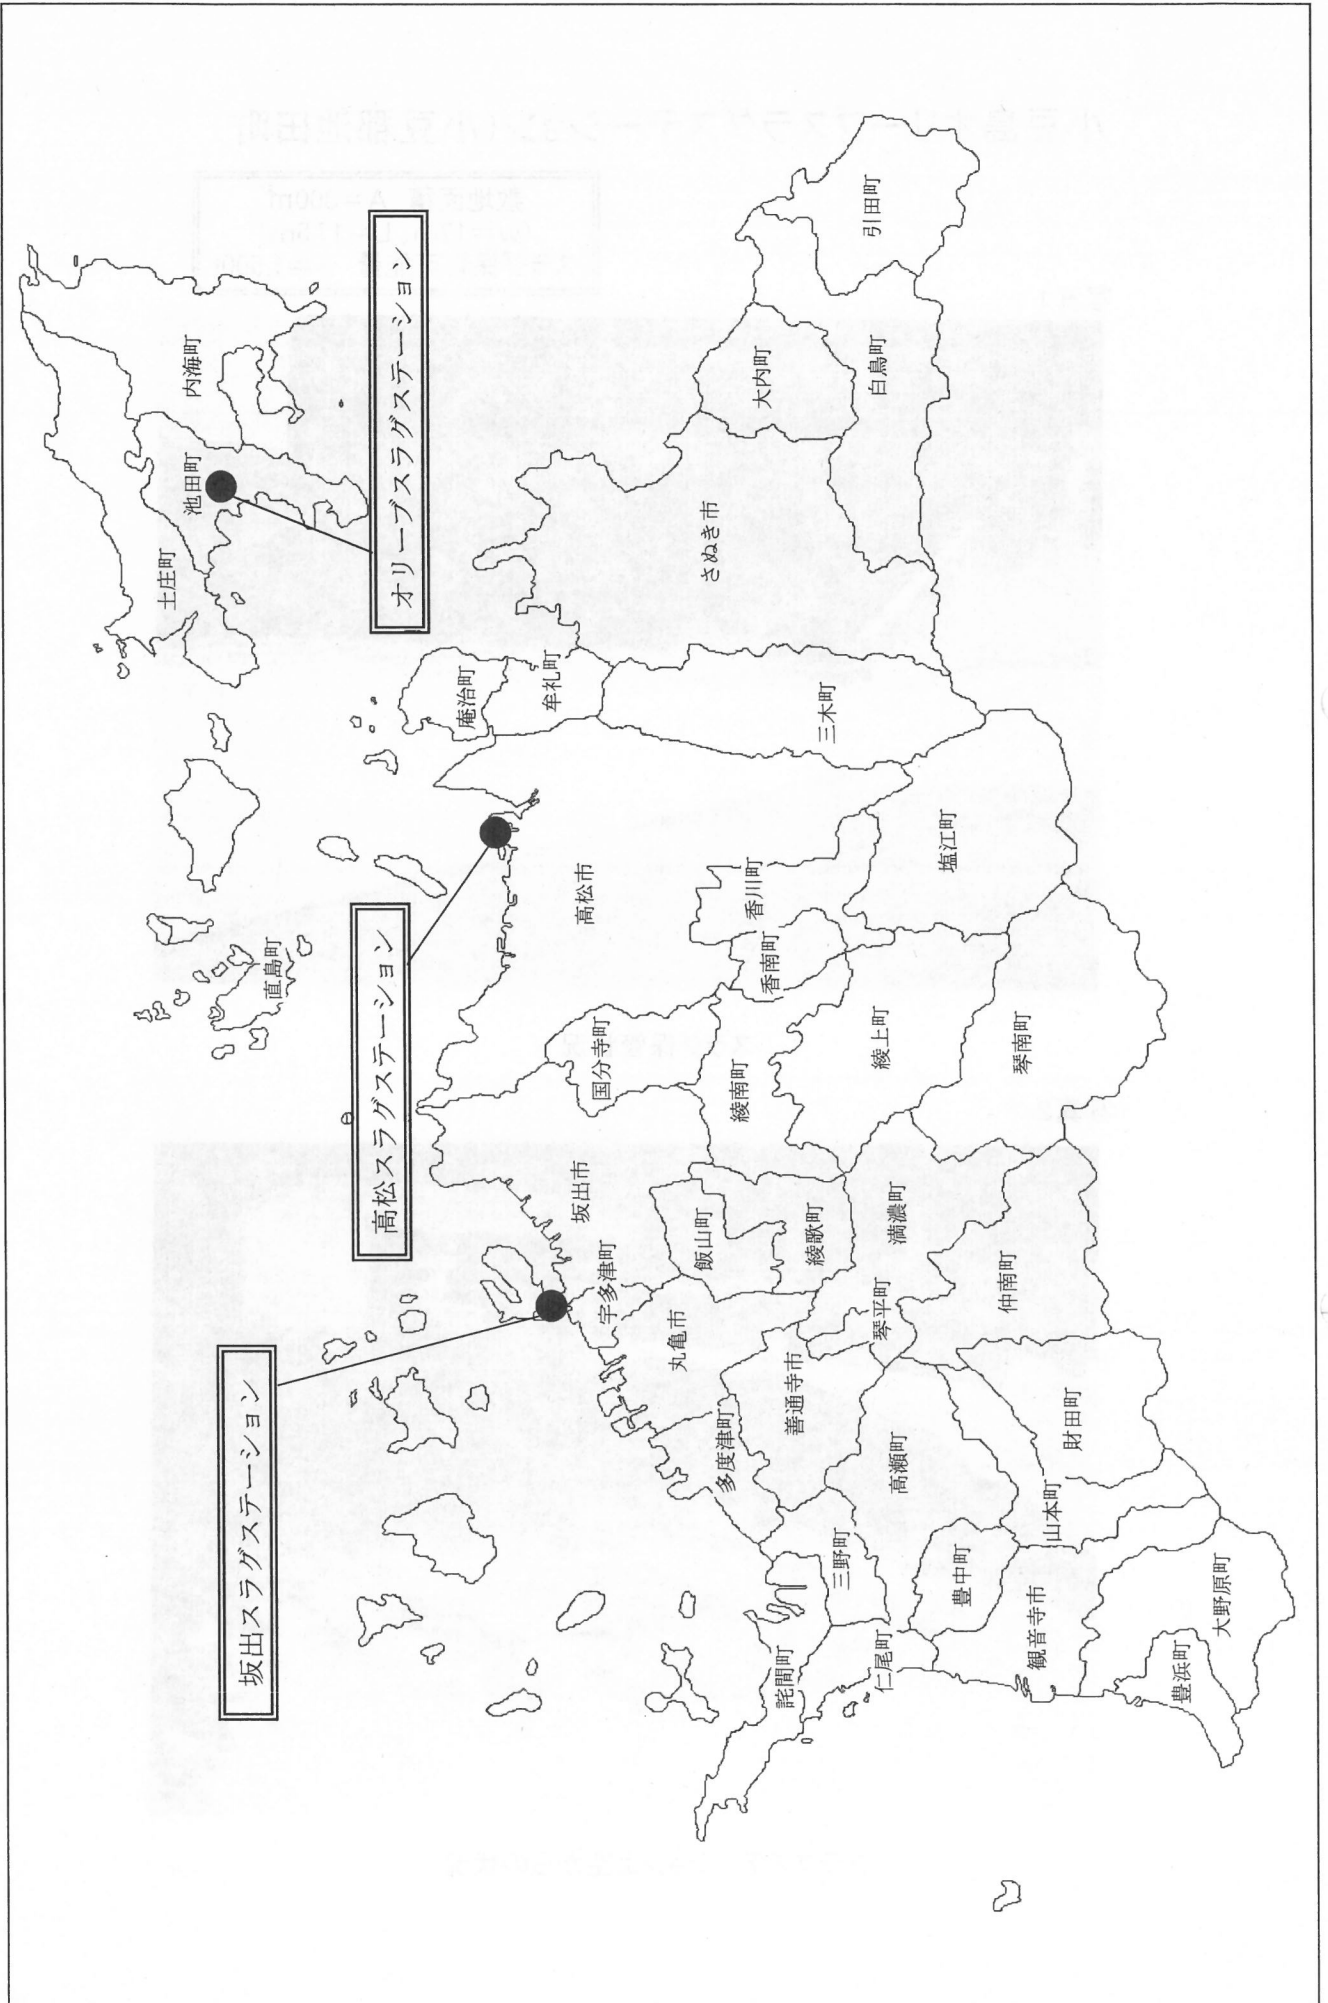 坂出スラグステーション
高松スラグステーション
オリーブスラグステーション
内海町
池田町
土庄町
直島町
引田町
白鳥町
大内町
さぬき市
三木町
牟礼町
庵治町
高松市
塩江町
香川町
香南町
国分寺町
綾南町
綾上町
琴南町
坂出市
宇多津町
飯山町
綾歌町
満濃町
琴平町
仲南町
丸亀市
善通寺市
多度津町
高瀬町
財田町
山本町
三野町
豊中町
詫間町
仁尾町
観音寺市
大野原町
豊浜町